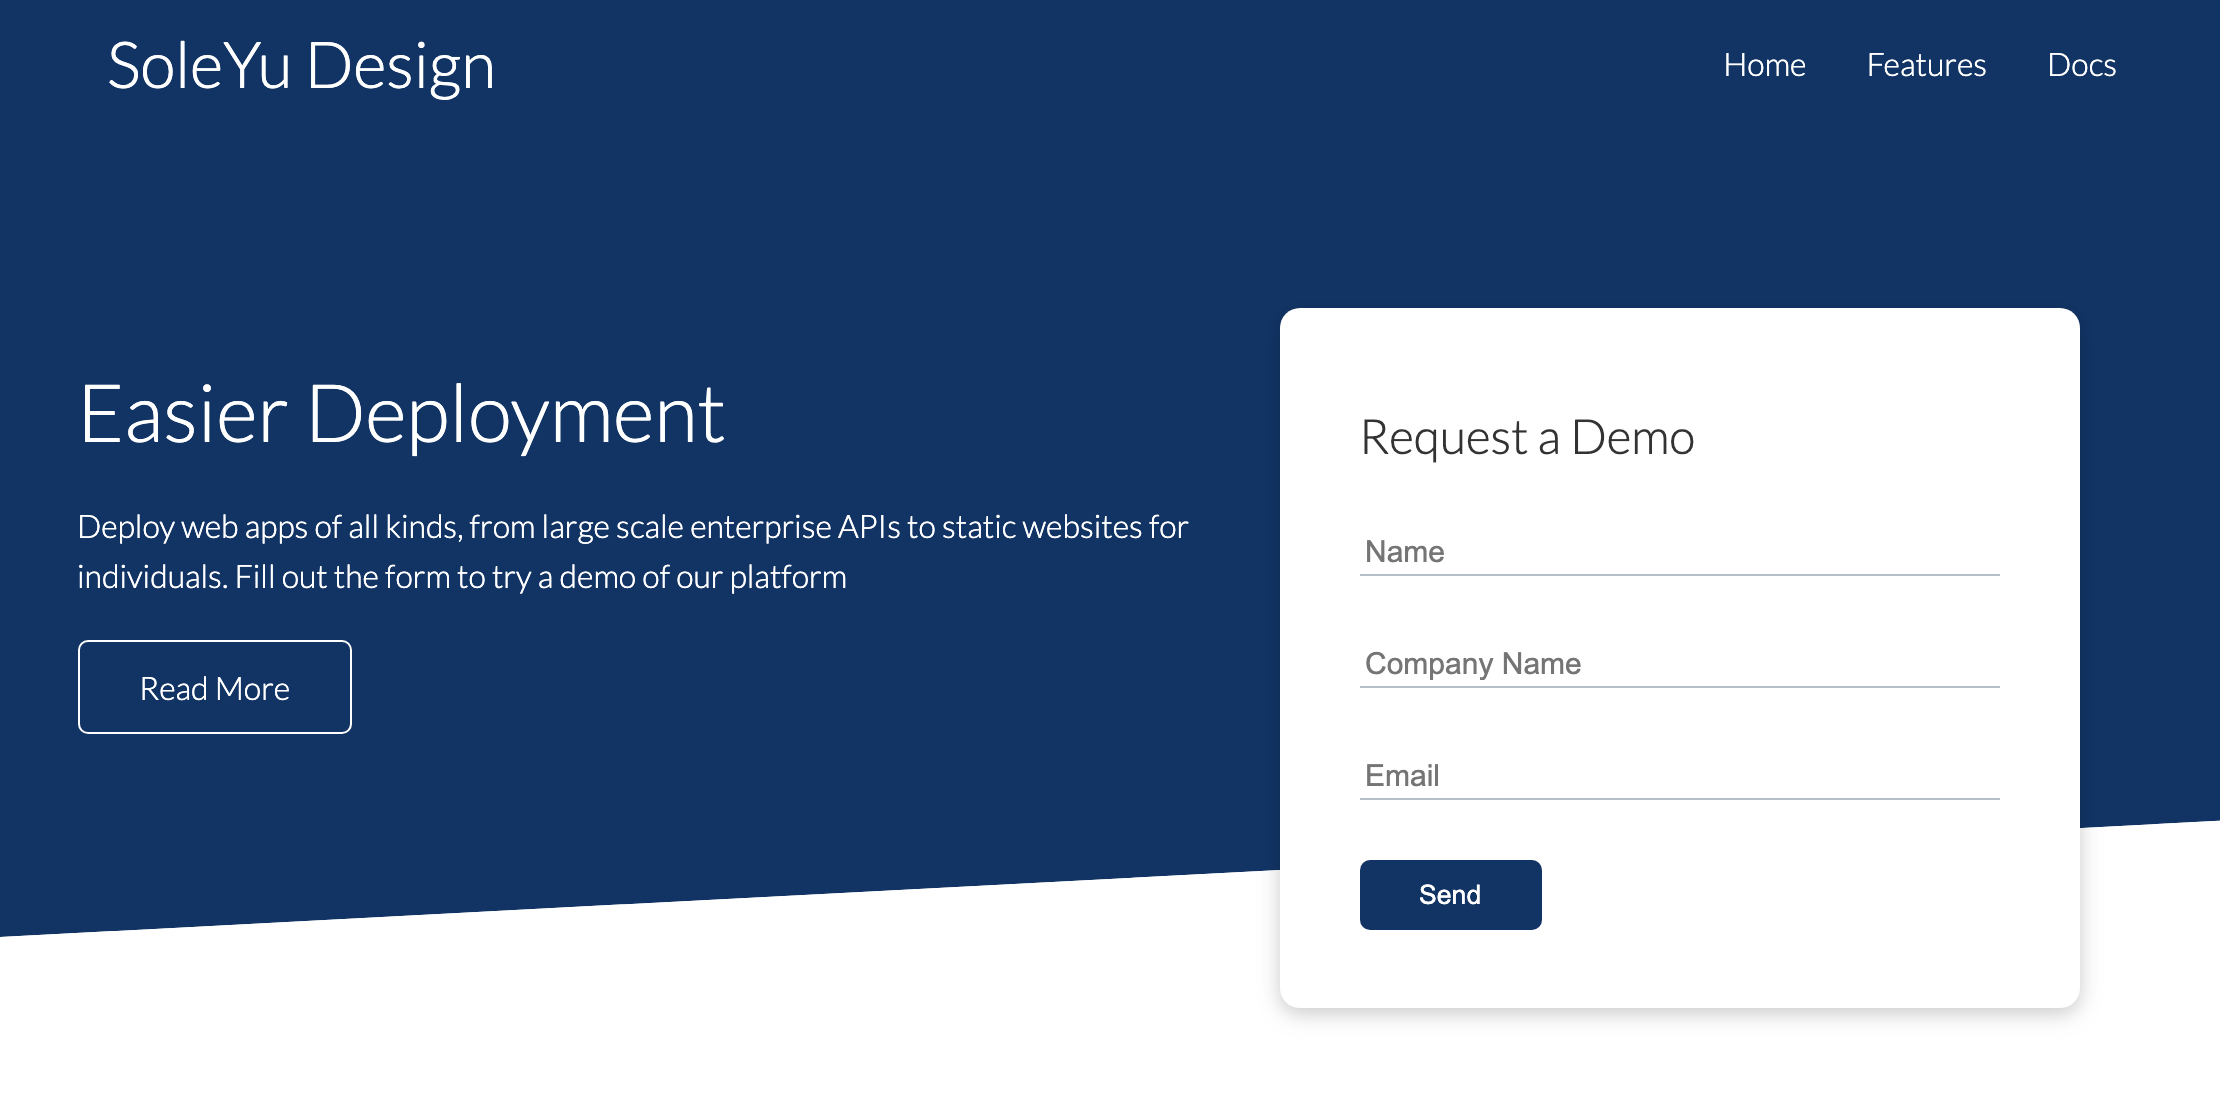 SoleYu Design
Home
Features
Docs
Easier Deployment
Deploy web apps of all kinds, from large scale enterprise APIs to static websites for
individuals. Fill out the form to try a demo of our platform
Read More
Request a Demo
Name
Company Name
Email
Send